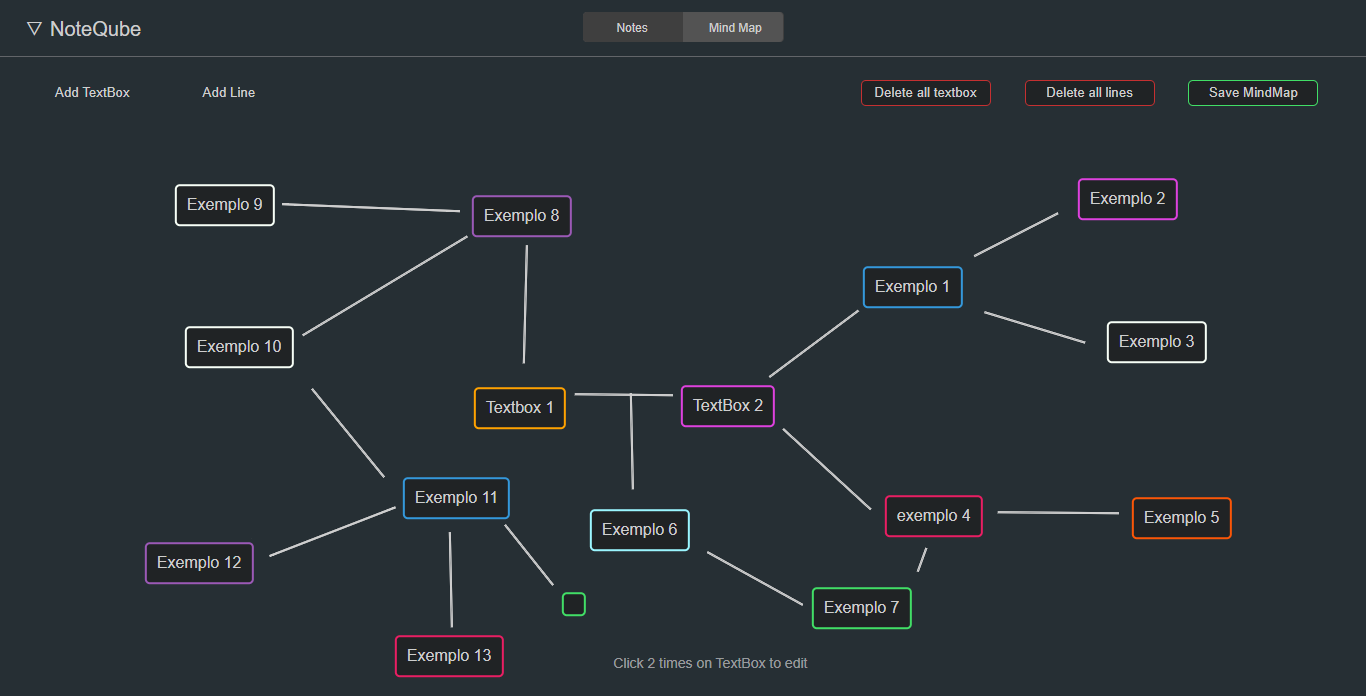 NoteQube
Notes
Mind Map
Add TextBox
Add Line
Delete all textbox
Delete all lines
Save MindMap
Exemplo 9
Exemplo 8
Exemplo 2
Exemplo 1
Exemplo 10
Exemplo 3
Textbox 1
TextBox 2
Exemplo 11
exemplo 4
Exemplo 5
Exemplo 6
Exemplo 12
Exemplo 7
Exemplo 13
Click 2 times on TextBox to edit